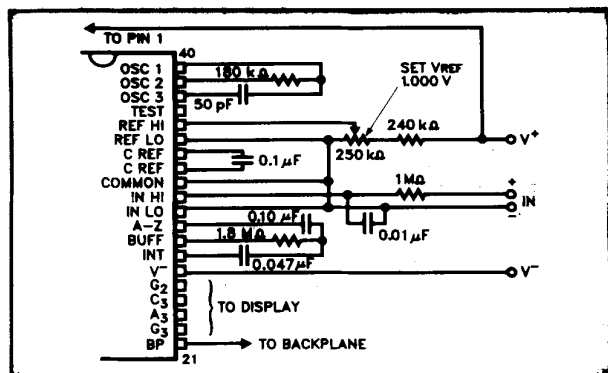 TO PIN 1
40
OSC 1
180 kΩ
OSC 2
OSC 3
50 pF
TEST
SET VREF
1.000 V
REF HI
REF LO
250 kΩ
240 kΩ
V+
C REF
C REF
0.1 μF
COMMON
IN HI
1MΩ
+
IN
−
IN LO
0.01 μF
A-Z
0.10 μF
BUFF
1.8 MΩ
INT
0.047 μF
V−
V−
G2
C3
A3
G3
TO DISPLAY
BP
TO BACKPLANE
21